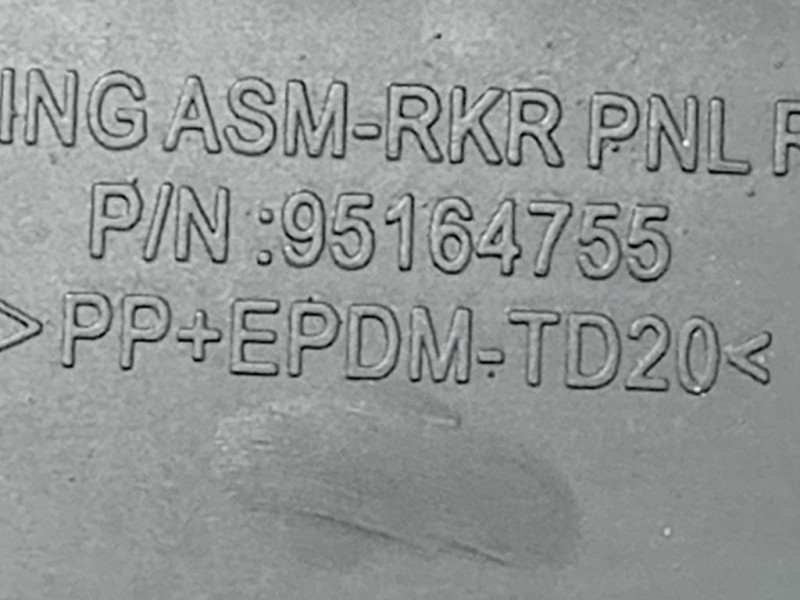 ING ASM-RKR PNL R
P/N :95164755
>PP+EPDM-TD20<